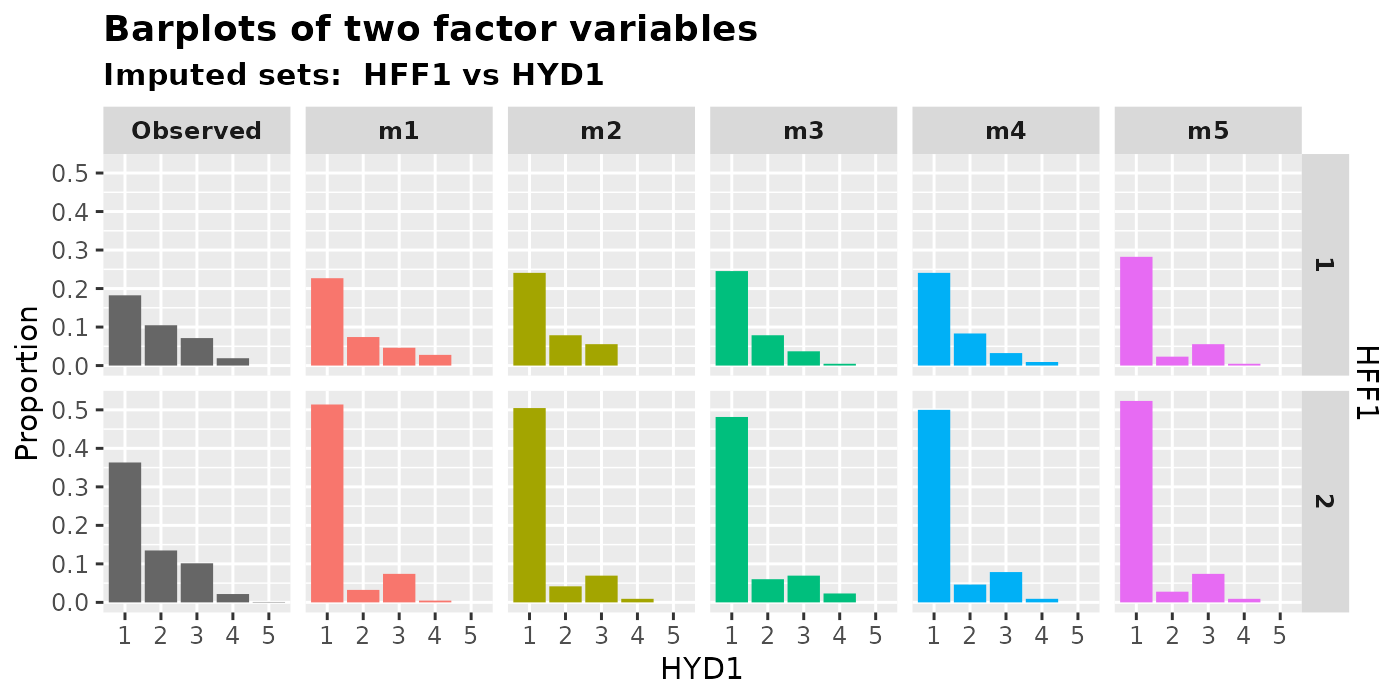 Barplots of two factor variables
Imputed sets:  HFF1 vs HYD1
Observed m1 m2 m3 m4 m5
0.5
0.4
0.3
0.2
0.1
0.0
1
0.5
0.4
0.3
0.2
0.1
0.0
2
Proportion
HFF1
1 2 3 4 5 1 2 3 4 5 1 2 3 4 5 1 2 3 4 5 1 2 3 4 5 1 2 3 4 5
HYD1